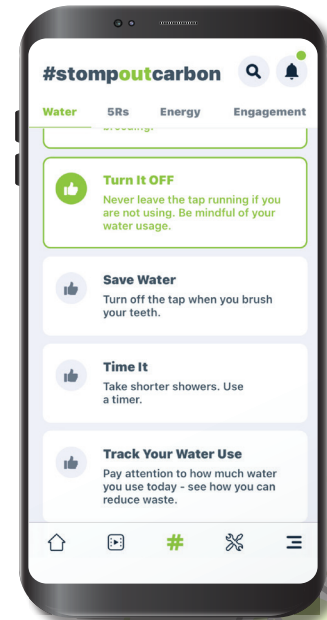 #stompoutcarbon
Water 5Rs Energy Engagement
breeding.
Turn It OFF
Never leave the tap running if you
are not using. Be mindful of your
water usage.
Save Water
Turn off the tap when you brush
your teeth.
Time It
Take shorter showers. Use
a timer.
Track Your Water Use
Pay attention to how much water
you use today - see how you can
reduce waste.
#